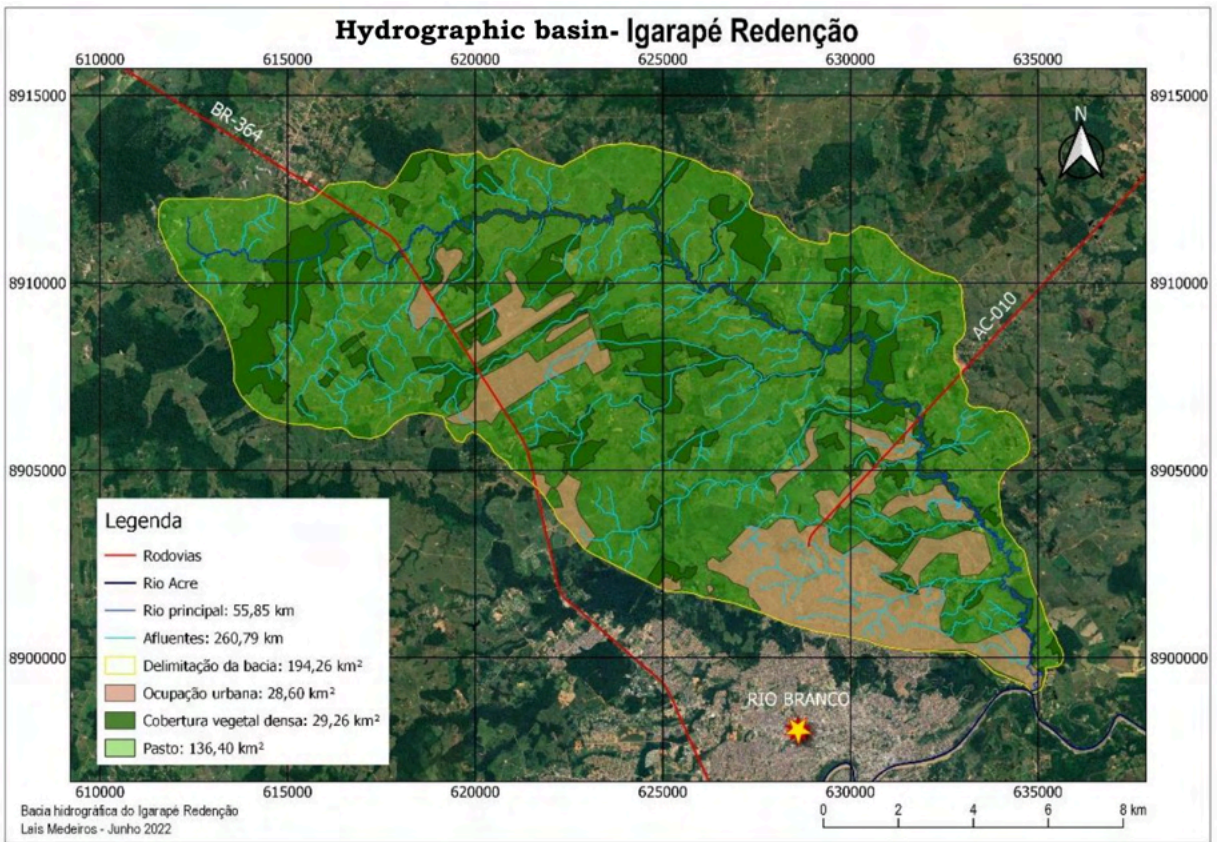 Hydrographic basin- Igarapé Redenção
610000 615000 620000 625000 630000 635000
8915000 8915000
BR-364
N
8910000 8910000
AC-010
8905000 8905000
Legenda
Rodovias
Rio Acre
Rio principal: 55,85 km
Afluentes: 260,79 km
Delimitação da bacia: 194,26 km²
Ocupação urbana: 28,60 km²
Cobertura vegetal densa: 29,26 km²
Pasto: 136,40 km²
8900000 8900000
RIO BRANCO
610000 615000 620000 625000 630000 635000
Bacia hidrográfica do Igarapé Redenção
Laís Medeiros - Junho 2022
0 2 4 6 8 km